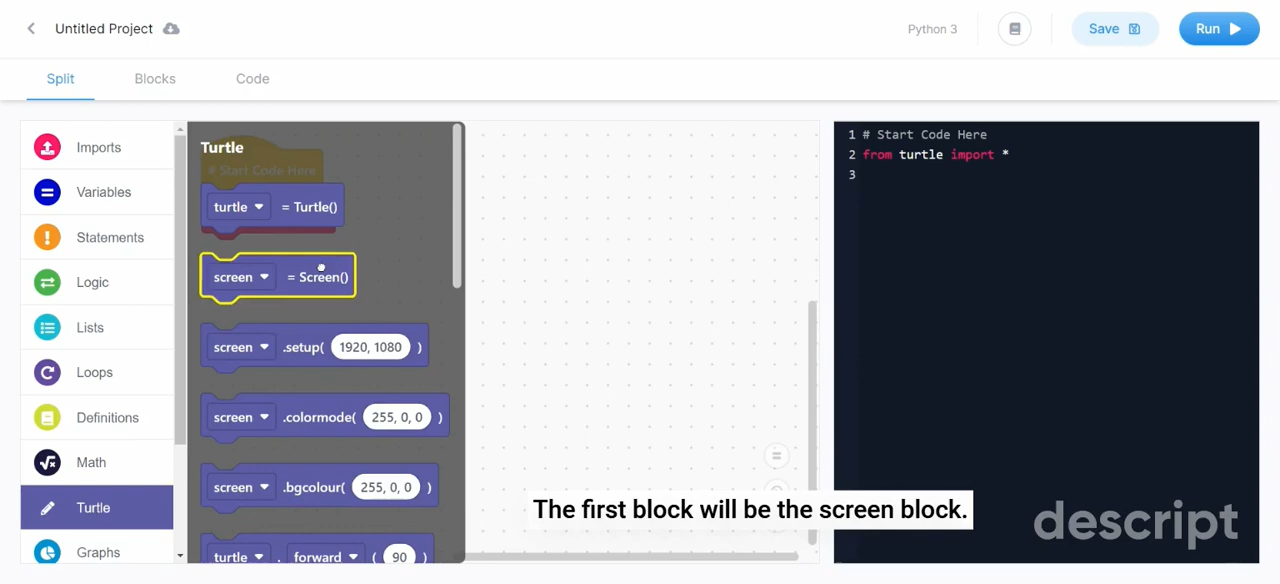 Untitled Project
Python 3
Save
Run
Split
Blocks
Code
Imports
Variables
Statements
Logic
Lists
Loops
Definitions
Math
Turtle
Graphs
Turtle
# Start Code Here
turtle = Turtle()
screen = Screen()
screen .setup( 1920, 1080 )
screen .colormode( 255, 0, 0 )
screen .bgcolour( 255, 0, 0 )
turtle . forward ( 90 )
1 # Start Code Here
2 from turtle import *
3
The first block will be the screen block.
descript